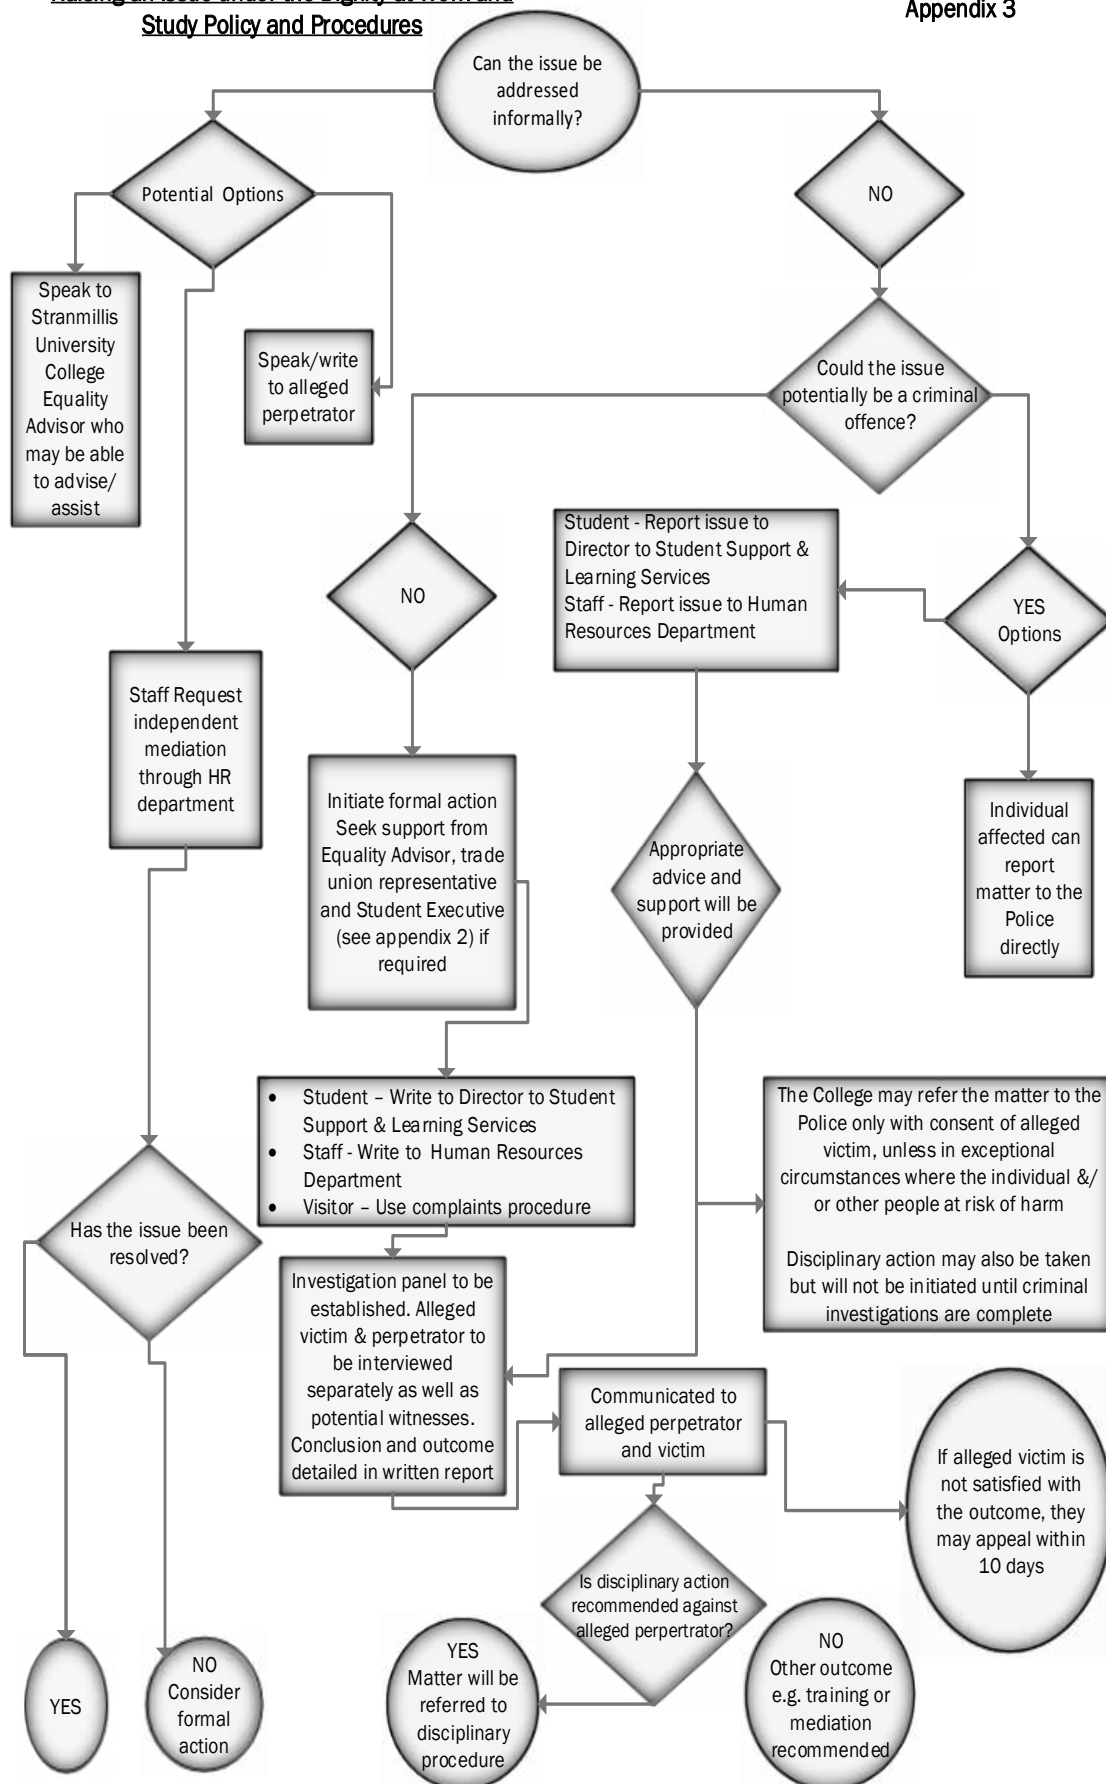 Raising an Issue under the Dignity at Work and
Study Policy and Procedures
Appendix 3
Can the issue be
addressed
informally?
Potential Options
NO
Speak to
Stranmillis
University
College
Equality
Advisor who
may be able
to advise/
assist
Speak/write
to alleged
perpetrator
Could the issue
potentially be a criminal
offence?
NO
Student - Report issue to
Director to Student Support &
Learning Services
Staff - Report issue to Human
Resources Department
YES
Options
Staff Request
independent
mediation
through HR
department
Initiate formal action
Seek support from
Equality Advisor, trade
union representative
and Student Executive
(see appendix 2) if
required
Appropriate
advice and
support will be
provided
Individual
affected can
report
matter to the
Police
directly
• Student – Write to Director to Student
Support & Learning Services
• Staff - Write to Human Resources
Department
• Visitor – Use complaints procedure
The College may refer the matter to the
Police only with consent of alleged
victim, unless in exceptional
circumstances where the individual &/
or other people at risk of harm
Disciplinary action may also be taken
but will not be initiated until criminal
investigations are complete
Has the issue been
resolved?
Investigation panel to be
established. Alleged
victim & perpetrator to
be interviewed
separately as well as
potential witnesses.
Conclusion and outcome
detailed in written report
Communicated to
alleged perpetrator
and victim
If alleged victim is
not satisfied with
the outcome, they
may appeal within
10 days
Is disciplinary action
recommended against
alleged perpertrator?
YES
NO
Consider
formal
action
YES
Matter will be
referred to
disciplinary
procedure
NO
Other outcome
e.g. training or
mediation
recommended